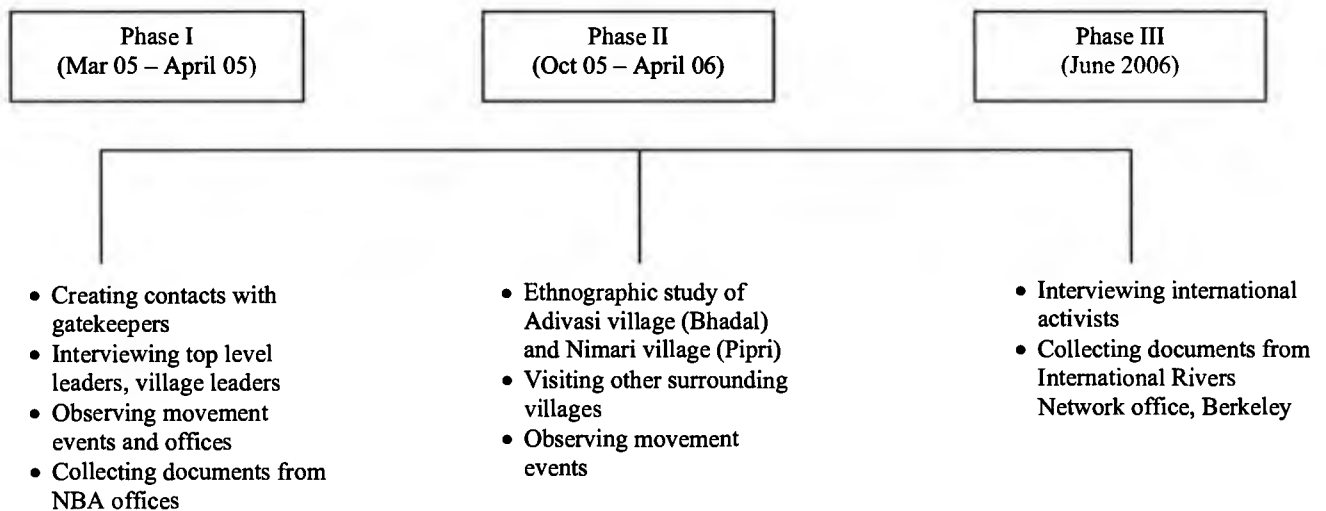 Phase I
(Mar 05 – April 05)
Phase II
(Oct 05 – April 06)
Phase III
(June 2006)
• Creating contacts with
gatekeepers
• Interviewing top level
leaders, village leaders
• Observing movement
events and offices
• Collecting documents from
NBA offices
• Ethnographic study of
Adivasi village (Bhadal)
and Nimari village (Pipri)
• Visiting other surrounding
villages
• Observing movement
events
• Interviewing international
activists
• Collecting documents from
International Rivers
Network office, Berkeley